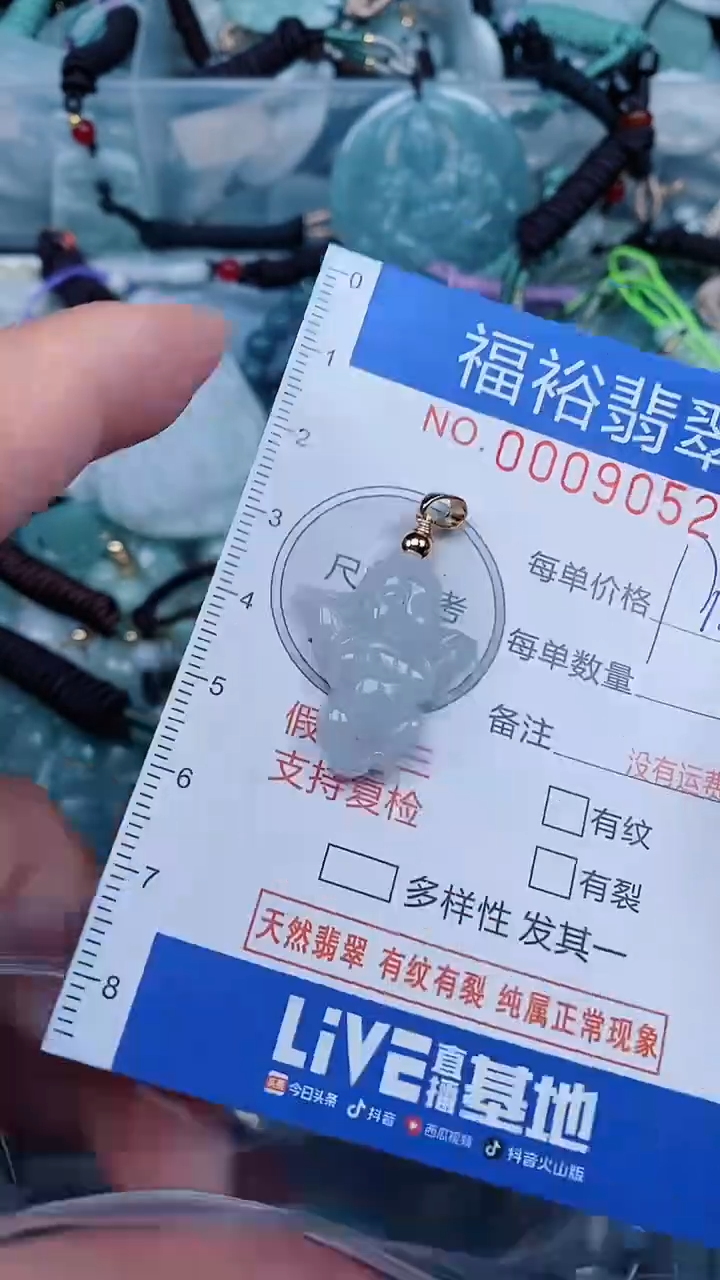 0
1
2
3
4
5
6
7
8
福裕翡翠
NO.0009052
尺 考
每单价格
每单数量
备注
没有运费
假 三
支持复检
有纹
有裂
多样性 发其一
天然翡翠 有纹有裂 纯属正常现象
LiVE直播基地
头条 今日头条 抖音 西瓜视频 抖音火山版